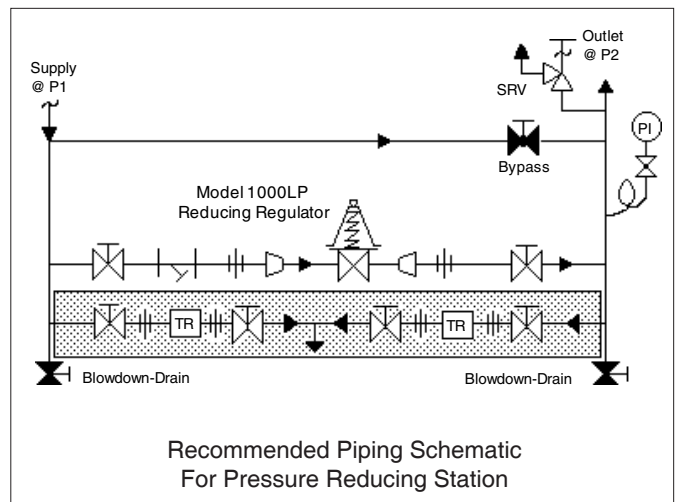 Supply
@ P1
Outlet
@ P2
SRV
PI
Bypass
Model 1000LP
Reducing Regulator
TR
TR
Blowdown-Drain
Blowdown-Drain
Recommended Piping Schematic
For Pressure Reducing Station